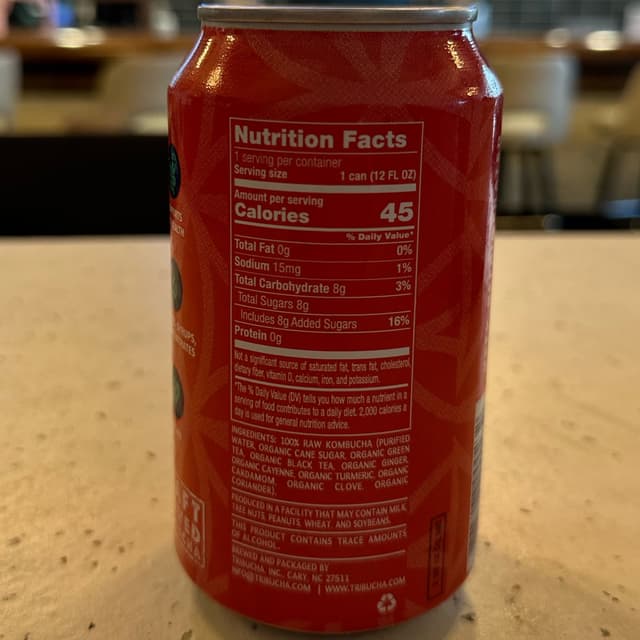 Nutrition Facts
1 serving per container
Serving size 1 can (12 FL OZ)
Amount per serving
Calories 45
% Daily Value*
Total Fat 0g 0%
Sodium 15mg 1%
Total Carbohydrate 8g 3%
Total Sugars 8g
Includes 8g Added Sugars 16%
Protein 0g
Not a significant source of saturated fat, trans fat, cholesterol,
dietary fiber, vitamin D, calcium, iron, and potassium.
*The % Daily Value (DV) tells you how much a nutrient in a
serving of food contributes to a daily diet. 2,000 calories a
day is used for general nutrition advice.
INGREDIENTS: 100% RAW KOMBUCHA (PURIFIED
WATER, ORGANIC CANE SUGAR, ORGANIC GREEN
TEA, ORGANIC BLACK TEA, ORGANIC GINGER,
ORGANIC CAYENNE, ORGANIC TURMERIC, ORGANIC
CARDAMOM, ORGANIC CLOVE, ORGANIC
CORIANDER).
PRODUCED IN A FACILITY THAT MAY CONTAIN MILK,
TREE NUTS, PEANUTS, WHEAT, AND SOYBEANS.
THIS PRODUCT CONTAINS TRACE AMOUNTS
OF ALCOHOL.
BREWED AND PACKAGED BY
TRIBUCHA, INC., CARY, NC 27511
INFO@TRIBUCHA.COM | WWW.TRIBUCHA.COM